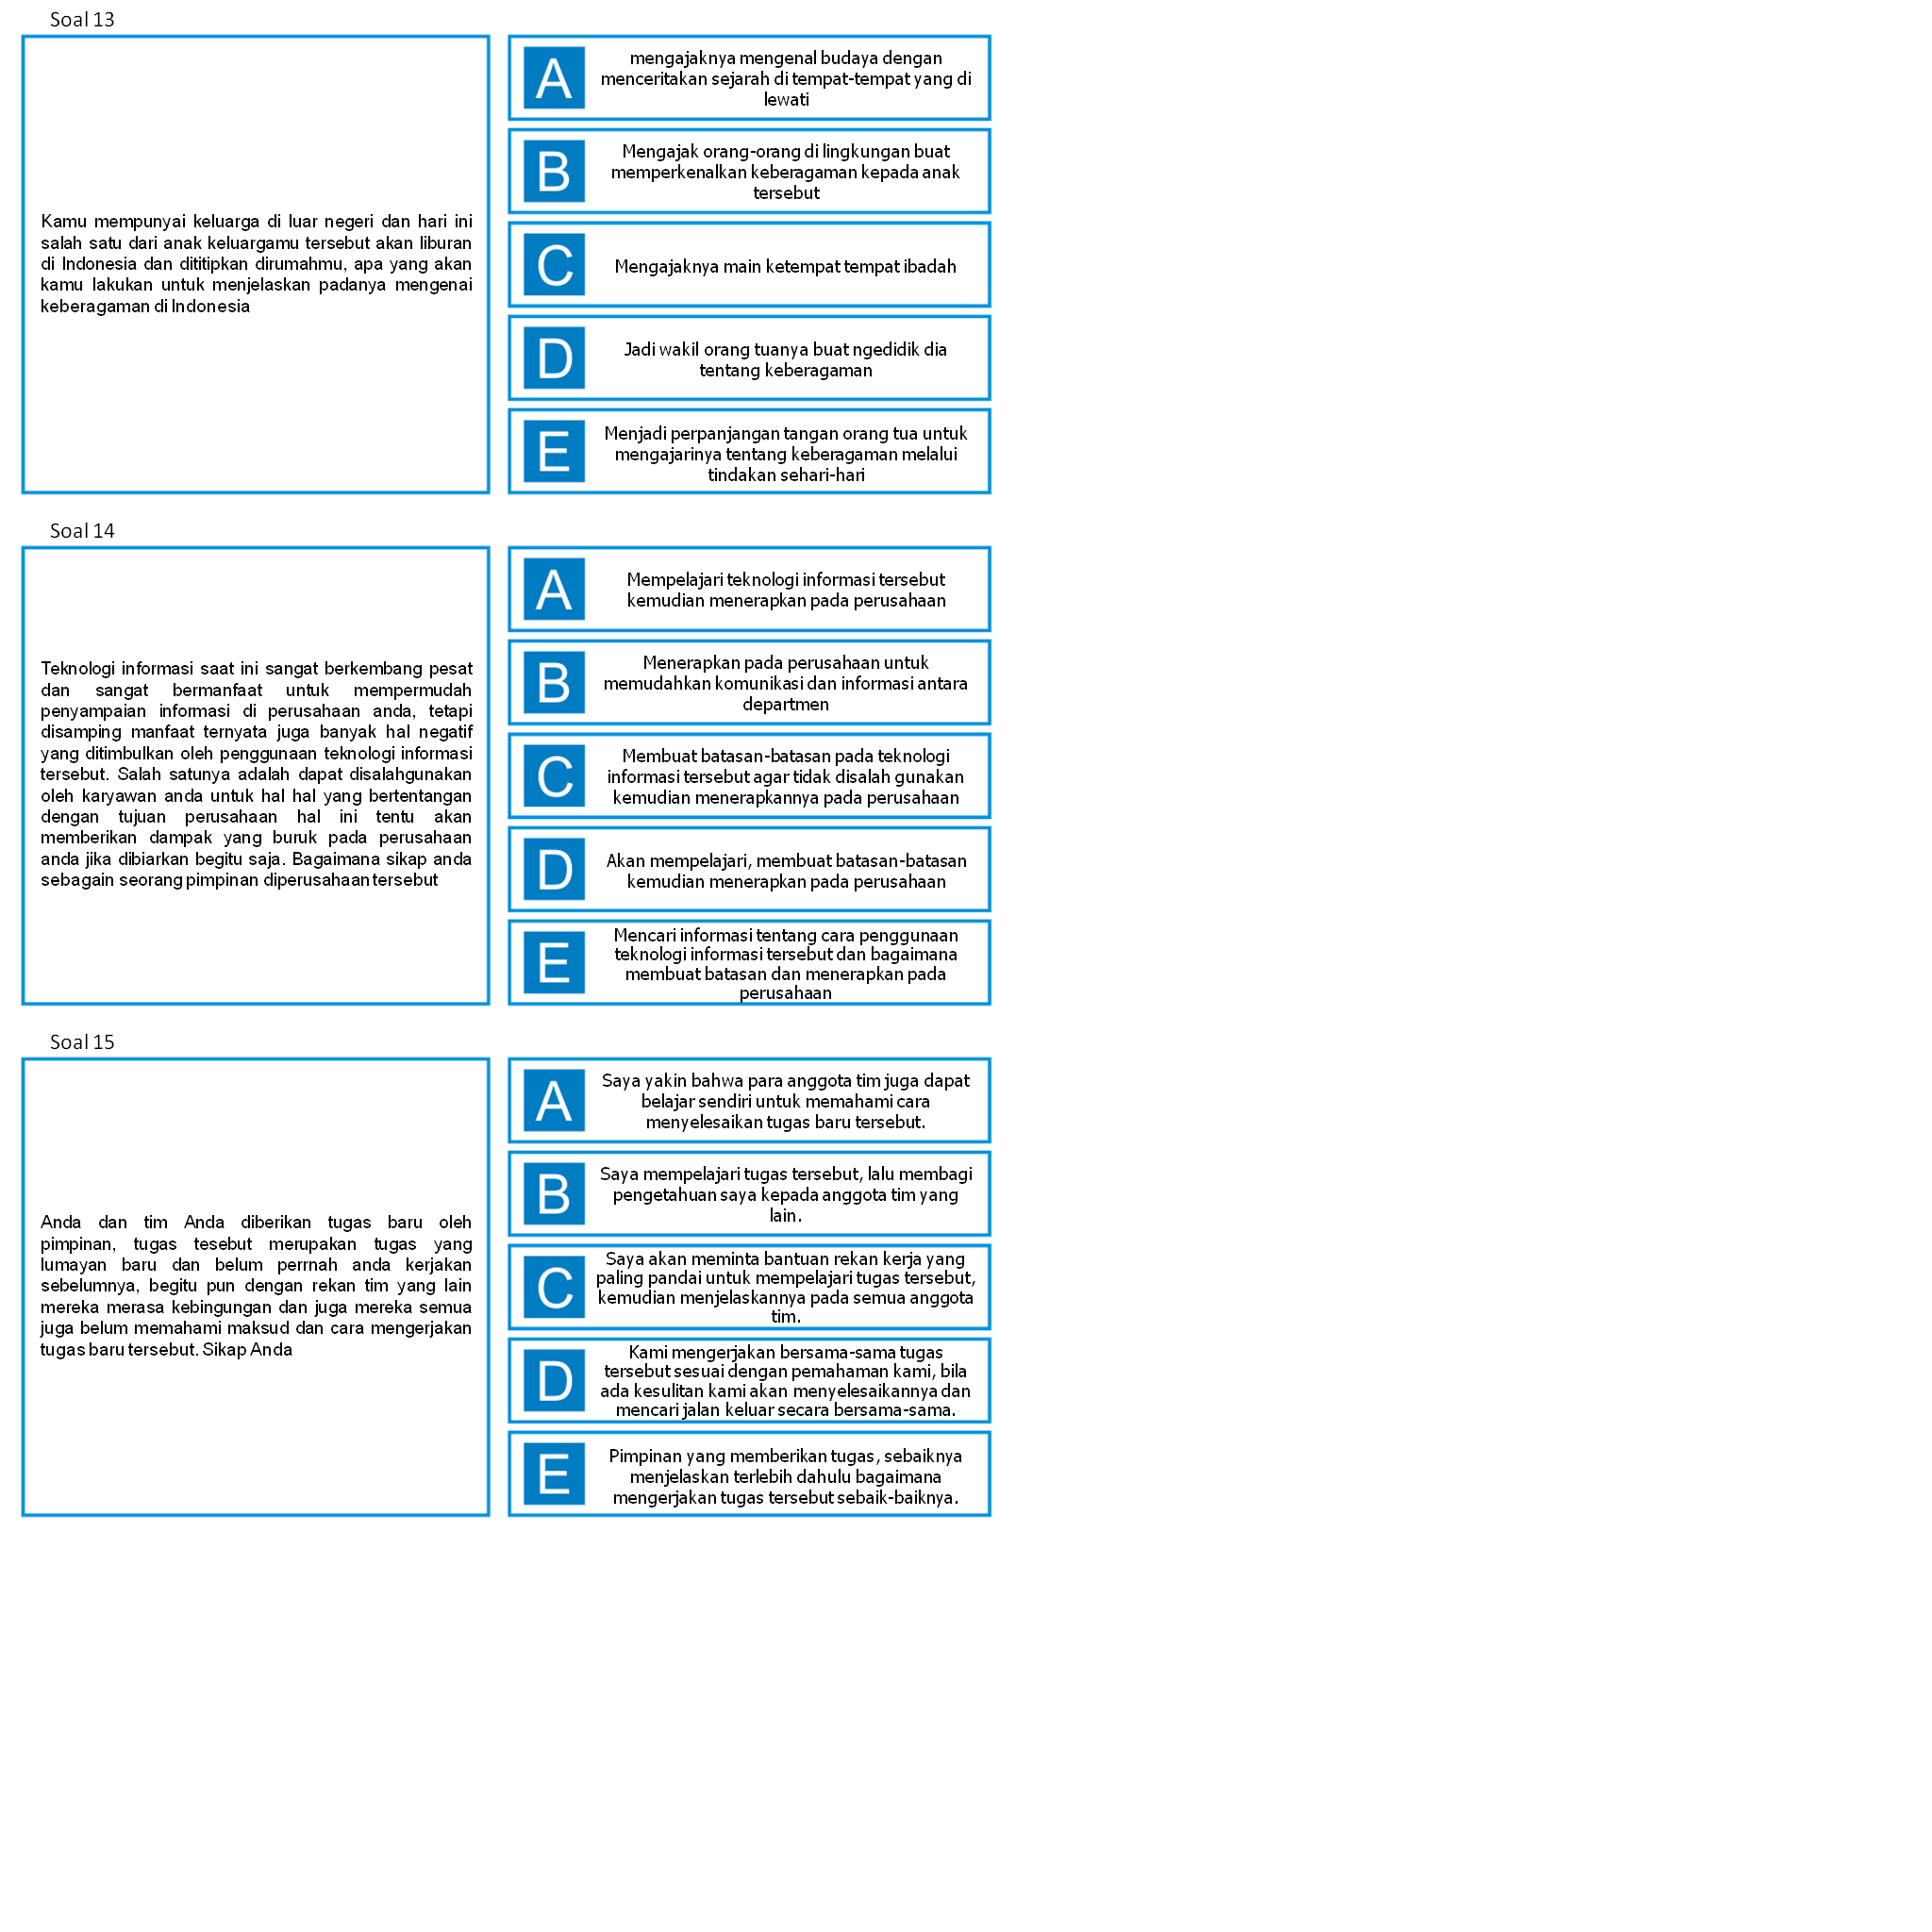 Soal 13
Kamu mempunyai keluarga di luar negeri dan hari ini
salah satu dari anak keluargamu tersebut akan liburan
di Indonesia dan dititipkan dirumahmu, apa yang akan
kamu lakukan untuk menjelaskan padanya mengenai
keberagaman di Indonesia
A
mengajaknya mengenal budaya dengan
menceritakan sejarah di tempat-tempat yang di
lewati
B
Mengajak orang-orang di lingkungan buat
memperkenalkan keberagaman kepada anak
tersebut
C
Mengajaknya main ketempat tempat ibadah
D
Jadi wakil orang tuanya buat ngedidik dia
tentang keberagaman
E
Menjadi perpanjangan tangan orang tua untuk
mengajarinya tentang keberagaman melalui
tindakan sehari-hari
Soal 14
Teknologi informasi saat ini sangat berkembang pesat
dan sangat bermanfaat untuk mempermudah
penyampaian informasi di perusahaan anda, tetapi
disamping manfaat ternyata juga banyak hal negatif
yang ditimbulkan oleh penggunaan teknologi informasi
tersebut. Salah satunya adalah dapat disalahgunakan
oleh karyawan anda untuk hal hal yang bertentangan
dengan tujuan perusahaan hal ini tentu akan
memberikan dampak yang buruk pada perusahaan
anda jika dibiarkan begitu saja. Bagaimana sikap anda
sebagain seorang pimpinan diperusahaan tersebut
A
Mempelajari teknologi informasi tersebut
kemudian menerapkan pada perusahaan
B
Menerapkan pada perusahaan untuk
memudahkan komunikasi dan informasi antara
departmen
C
Membuat batasan-batasan pada teknologi
informasi tersebut agar tidak disalah gunakan
kemudian menerapkannya pada perusahaan
D
Akan mempelajari, membuat batasan-batasan
kemudian menerapkan pada perusahaan
E
Mencari informasi tentang cara penggunaan
teknologi informasi tersebut dan bagaimana
membuat batasan dan menerapkan pada
perusahaan
Soal 15
Anda dan tim Anda diberikan tugas baru oleh
pimpinan, tugas tesebut merupakan tugas yang
lumayan baru dan belum perrnah anda kerjakan
sebelumnya, begitu pun dengan rekan tim yang lain
mereka merasa kebingungan dan juga mereka semua
juga belum memahami maksud dan cara mengerjakan
tugas baru tersebut. Sikap Anda
A
Saya yakin bahwa para anggota tim juga dapat
belajar sendiri untuk memahami cara
menyelesaikan tugas baru tersebut.
B
Saya mempelajari tugas tersebut, lalu membagi
pengetahuan saya kepada anggota tim yang
lain.
C
Saya akan meminta bantuan rekan kerja yang
paling pandai untuk mempelajari tugas tersebut,
kemudian menjelaskannya pada semua anggota
tim.
D
Kami mengerjakan bersama-sama tugas
tersebut sesuai dengan pemahaman kami, bila
ada kesulitan kami akan menyelesaikannya dan
mencari jalan keluar secara bersama-sama.
E
Pimpinan yang memberikan tugas, sebaiknya
menjelaskan terlebih dahulu bagaimana
mengerjakan tugas tersebut sebaik-baiknya.